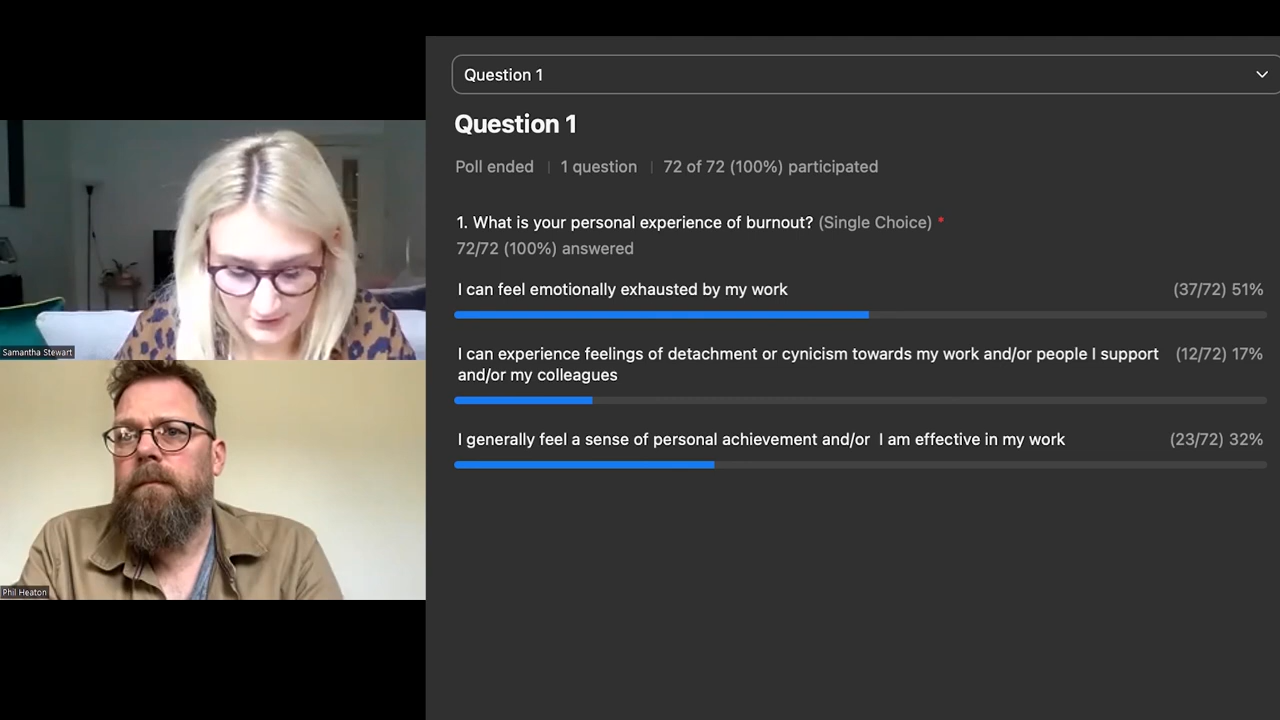 Question 1
Question 1
Poll ended | 1 question | 72 of 72 (100%) participated
1. What is your personal experience of burnout? (Single Choice) *
72/72 (100%) answered
I can feel emotionally exhausted by my work (37/72) 51%
I can experience feelings of detachment or cynicism towards my work and/or people I support (12/72) 17%
and/or my colleagues
I generally feel a sense of personal achievement and/or  I am effective in my work (23/72) 32%
Samantha Stewart
Phil Heaton